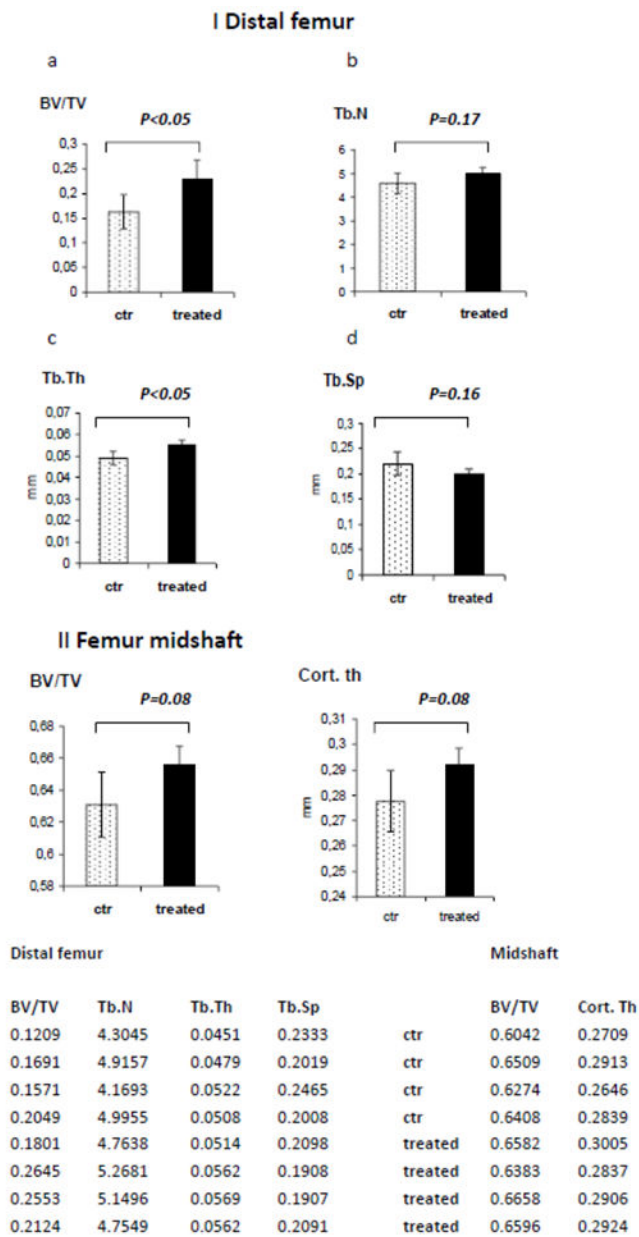 I Distal femur
a b
BV/TV
P<0.05
0,3
0,25
0,2
0,15
0,1
0,05
0
ctr treated
Tb.N
P=0.17
6
5
4
3
2
1
0
ctr treated
c d
Tb.Th
P<0.05
0,07
0,06
0,05
0,04
0,03
0,02
0,01
0
mm
ctr treated
Tb.Sp
P=0.16
0,3
0,25
0,2
0,15
0,1
0,05
0
mm
ctr treated
II Femur midshaft
BV/TV
P=0.08
0,68
0,66
0,64
0,62
0,6
0,58
ctr treated
Cort. th
P=0.08
0,31
0,3
0,29
0,28
0,27
0,26
0,25
0,24
mm
ctr treated
Distal femur Midshaft
BV/TV Tb.N Tb.Th Tb.Sp BV/TV Cort. Th
0.1209 4.3045 0.0451 0.2333 ctr 0.6042 0.2709
0.1691 4.9157 0.0479 0.2019 ctr 0.6509 0.2913
0.1571 4.1693 0.0522 0.2465 ctr 0.6274 0.2646
0.2049 4.9955 0.0508 0.2008 ctr 0.6408 0.2839
0.1801 4.7638 0.0514 0.2098 treated 0.6582 0.3005
0.2645 5.2681 0.0562 0.1908 treated 0.6383 0.2837
0.2553 5.1496 0.0569 0.1907 treated 0.6658 0.2906
0.2124 4.7549 0.0562 0.2091 treated 0.6596 0.2924